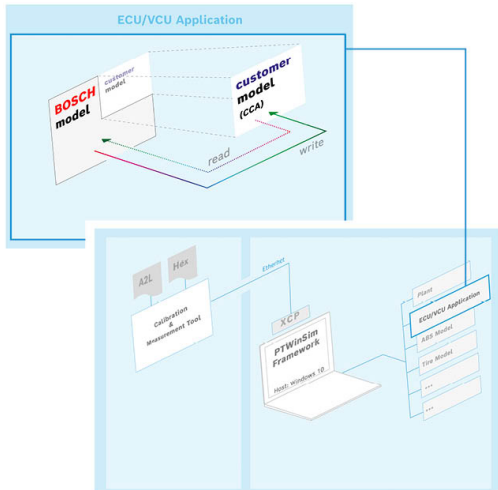 ECU/VCU Application
BOSCH
model
customer
model
customer
model
(CCA)
read
write
A2L
Hex
Calibration
&
Measurement Tool
Ethernet
XCP
PTWinSim
Framework
Host: Windows 10
Plant
ECU/VCU Application
ABS Model
Tire Model
...
...